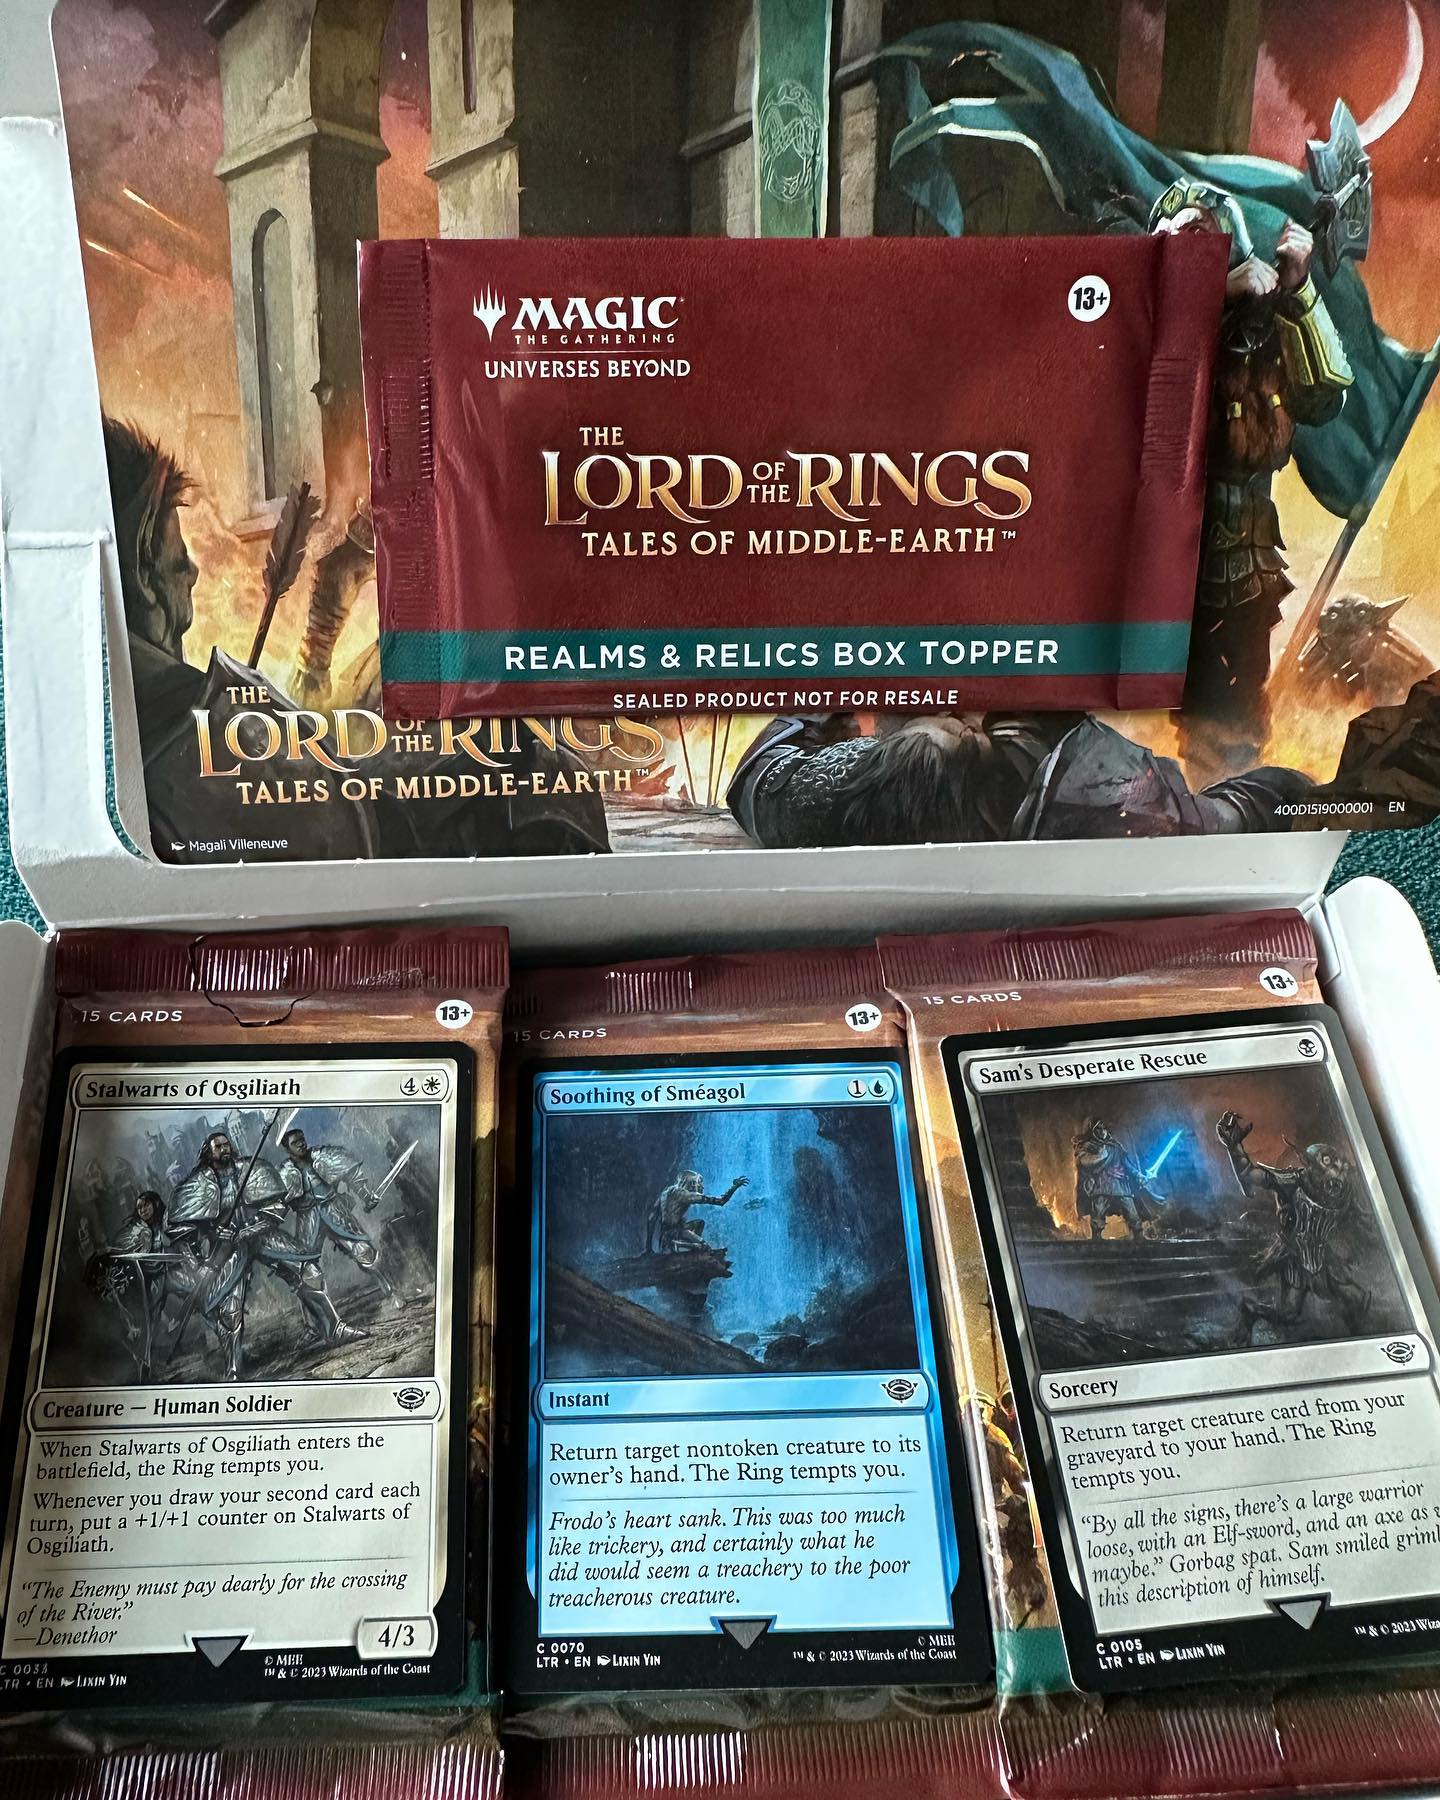 MAGIC
THE GATHERING
UNIVERSES BEYOND
13+
THE
LORD OF THE RINGS
TALES OF MIDDLE-EARTH™
REALMS & RELICS BOX TOPPER
SEALED PRODUCT NOT FOR RESALE
THE
LORD OF THE RINGS
TALES OF MIDDLE-EARTH™
Magali Villeneuve
400D1519000001 EN
15 CARDS
13+
Stalwarts of Osgiliath
4
Creature — Human Soldier
When Stalwarts of Osgiliath enters the
battlefield, the Ring tempts you.
Whenever you draw your second card each
turn, put a +1/+1 counter on Stalwarts of
Osgiliath.
“The Enemy must pay dearly for the crossing
of the River.”
—Denethor
4/3
LTR • EN Lixin Yin
© MEE
™ & © 2023 Wizards of the Coast
15 CARDS
13+
Soothing of Sméagol
1
Instant
Return target nontoken creature to its
owner's hand. The Ring tempts you.
Frodo's heart sank. This was too much
like trickery, and certainly what he
did would seem a treachery to the poor
treacherous creature.
C 0070
LTR • EN Lixin Yin
© MEE
™ & © 2023 Wizards of the Coast
15 CARDS
13+
Sam's Desperate Rescue
Sorcery
Return target creature card from your
graveyard to your hand. The Ring
tempts you.
“By all the signs, there's a large warrior
loose, with an Elf-sword, and an axe as
maybe.” Gorbag spat. Sam smiled
this description of himself.
C 0105
LTR • EN Lixin Yin
™ & © 2023